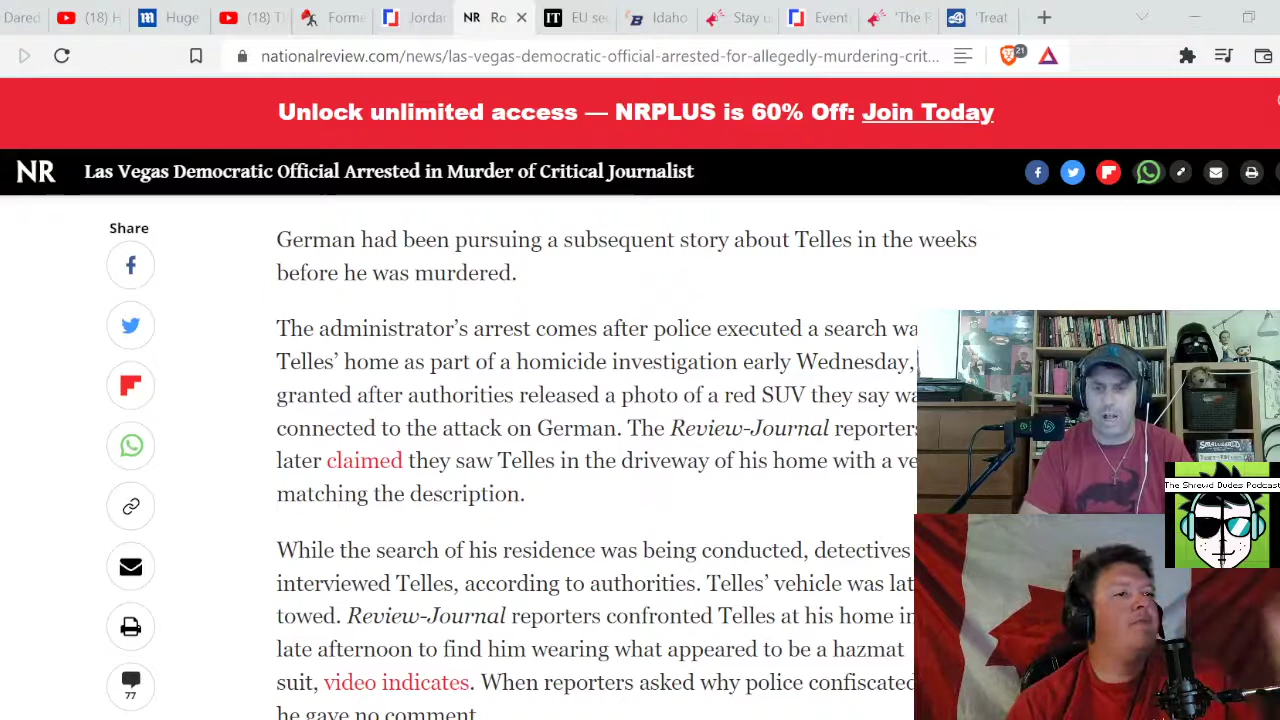 Dared
(18) H
Huge
(18) T
Forme
Jordar
NR Ro
IT EU se
Idaho
Stay u
Event
'The R
'Treat
nationalreview.com/news/las-vegas-democratic-official-arrested-for-allegedly-murdering-crit...
21
Unlock unlimited access — NRPLUS is 60% Off: Join Today
NR Las Vegas Democratic Official Arrested in Murder of Critical Journalist
Share
77
German had been pursuing a subsequent story about Telles in the weeks
before he was murdered.
The administrator's arrest comes after police executed a search wa
Telles' home as part of a homicide investigation early Wednesday,
granted after authorities released a photo of a red SUV they say wa
connected to the attack on German. The Review-Journal reporters
later claimed they saw Telles in the driveway of his home with a ve
matching the description.
While the search of his residence was being conducted, detectives
interviewed Telles, according to authorities. Telles' vehicle was lat
towed. Review-Journal reporters confronted Telles at his home in
late afternoon to find him wearing what appeared to be a hazmat
suit, video indicates. When reporters asked why police confiscated
he gave no comment
The Shrewd Dudes Podcast